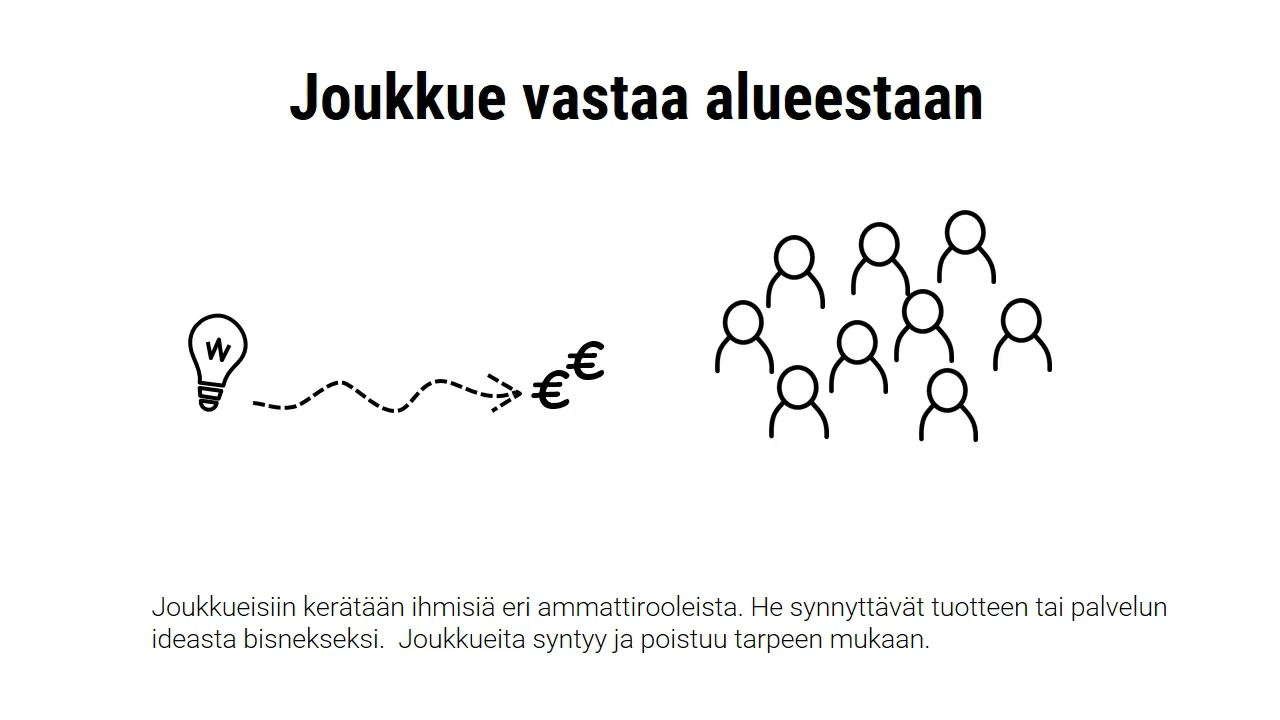 Joukkue vastaa alueestaan
€
€
Joukkueisiin kerätään ihmisiä eri ammattirooleista. He synnyttävät tuotteen tai palvelun
ideasta bisnekseksi.  Joukkueita syntyy ja poistuu tarpeen mukaan.